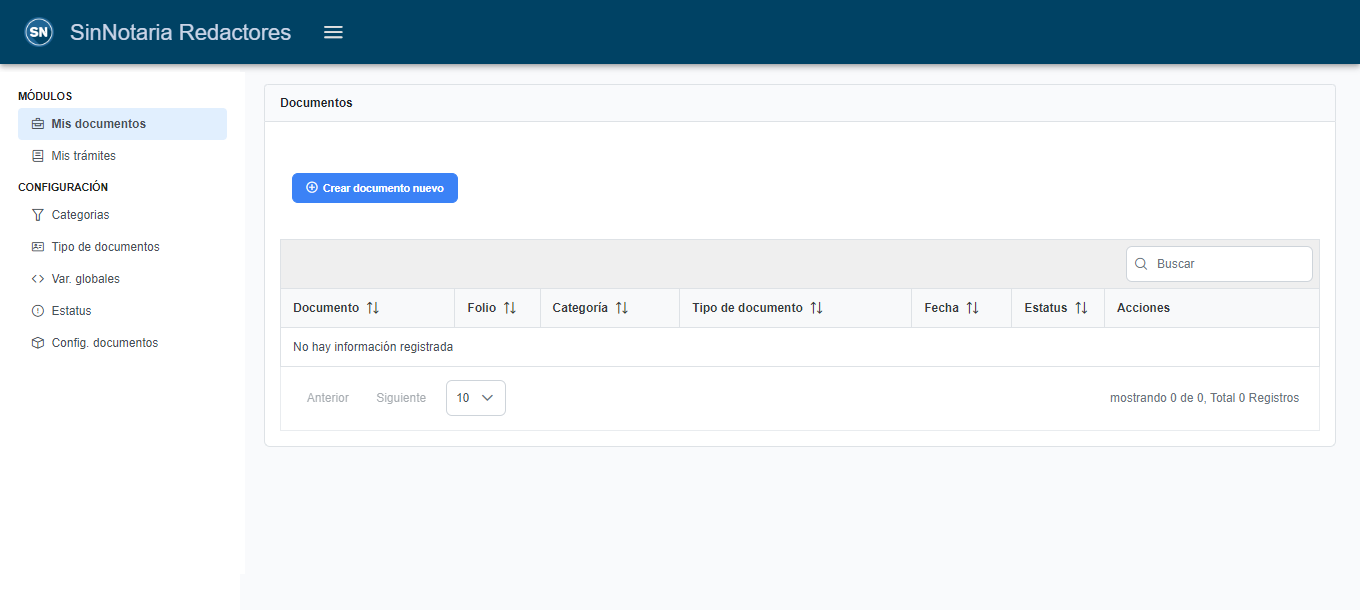 SN SinNotaria Redactores
MÓDULOS
Mis documentos
Mis trámites
CONFIGURACIÓN
Categorias
Tipo de documentos
Var. globales
Estatus
Config. documentos
Documentos
Crear documento nuevo
Buscar
Documento Folio Categoría Tipo de documento Fecha Estatus Acciones
No hay información registrada
Anterior Siguiente 10 mostrando 0 de 0, Total 0 Registros